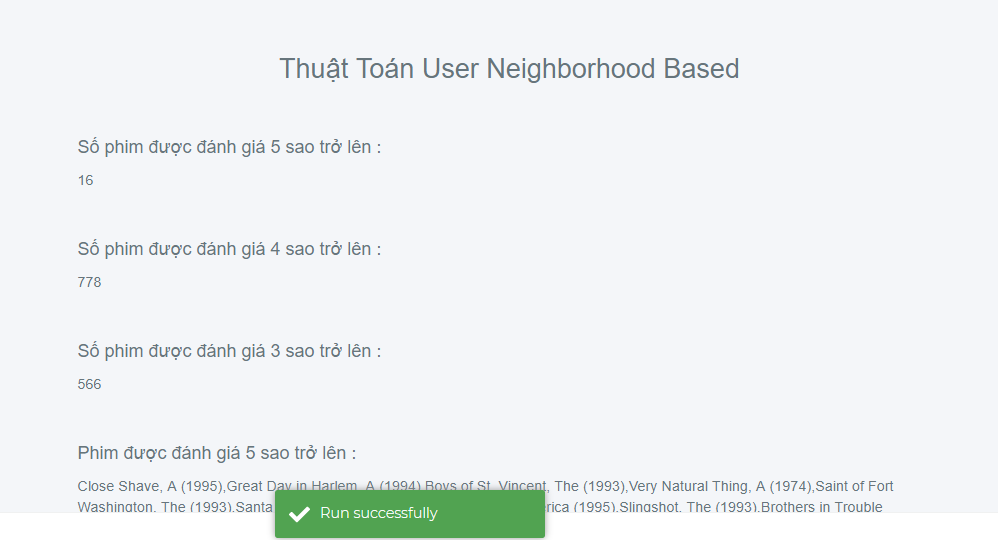 Thuật Toán User Neighborhood Based
Số phim được đánh giá 5 sao trở lên :
16
Số phim được đánh giá 4 sao trở lên :
778
Số phim được đánh giá 3 sao trở lên :
566
Phim được đánh giá 5 sao trở lên :
Close Shave, A (1995),Great Day in Harlem, A (1994),Boys of St. Vincent, The (1993),Very Natural Thing, A (1974),Saint of Fort
Washington, The (1993),Santa (1995),Slingshot, The (1993),Brothers in Trouble
Run successfully